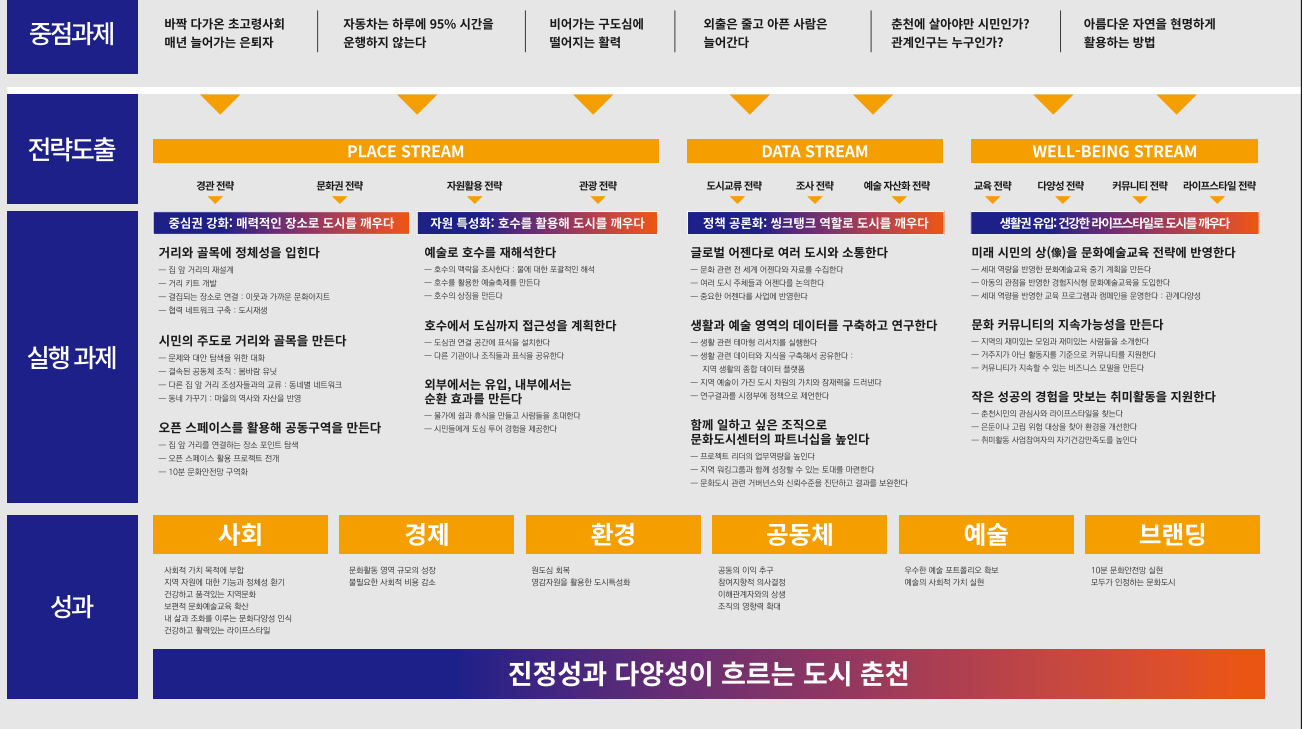 중점과제
바짝 다가온 초고령사회
매년 늘어가는 은퇴자
자동차는 하루에 95% 시간을
운행하지 않는다
비어가는 구도심에
떨어지는 활력
외출은 줄고 아픈 사람은
늘어간다
춘천에 살아야만 시민인가?
관계인구는 누구인가?
아름다운 자연을 현명하게
활용하는 방법
전략도출
PLACE STREAM
DATA STREAM
WELL-BEING STREAM
경관 전략
문화권 전략
자원활용 전략
관광 전략
도시교류 전략
조사 전략
예술 자산화 전략
교육 전략
다양성 전략
커뮤니티 전략
라이프스타일 전략
실행 과제
중심권 강화: 매력적인 장소로 도시를 깨우다
거리와 골목에 정체성을 입힌다
— 집 앞 거리의 재설계
— 거리 키트 개발
— 결집되는 장소로 연결 : 이웃과 가까운 문화아지트
— 협력 네트워크 구축 : 도시재생
시민의 주도로 거리와 골목을 만든다
— 문제와 대안 탐색을 위한 대화
— 결속된 공동체 조직 : 봄바람 유닛
— 다른 집 앞 거리 조성자들과의 교류 : 동네별 네트워크
— 동네 가꾸기 : 마을의 역사와 자산을 반영
오픈 스페이스를 활용해 공동구역을 만든다
— 집 앞 거리를 연결하는 장소 포인트 탐색
— 오픈 스페이스 활용 프로젝트 전개
— 10분 문화안전망 구역화
자원 특성화: 호수를 활용해 도시를 깨우다
예술로 호수를 재해석한다
— 호수의 맥락을 조사한다 : 물에 대한 포괄적인 해석
— 호수를 활용한 예술축제를 만든다
— 호수의 상징을 만든다
호수에서 도심까지 접근성을 계획한다
— 도심권 연결 공간에 표식을 설치한다
— 다른 기관이나 조직들과 표식을 공유한다
외부에서는 유입, 내부에서는
순환 효과를 만든다
— 물가에 쉼과 휴식을 만들고 사람들을 초대한다
— 시민들에게 도심 투어 경험을 제공한다
정책 공론화: 씽크탱크 역할로 도시를 깨우다
글로벌 어젠다로 여러 도시와 소통한다
— 문화 관련 전 세계 어젠다와 자료를 수집한다
— 여러 도시 주체들과 어젠다를 논의한다
— 중요한 어젠다를 사업에 반영한다
생활과 예술 영역의 데이터를 구축하고 연구한다
— 생활 관련 테마형 리서치를 실행한다
— 생활 관련 데이터와 지식을 구축해서 공유한다 :
지역 생활의 종합 데이터 플랫폼
— 지역 예술이 가진 도시 차원의 가치와 잠재력을 드러낸다
— 연구결과를 시정부에 정책으로 제안한다
함께 일하고 싶은 조직으로
문화도시센터의 파트너십을 높인다
— 프로젝트 리더의 업무역량을 높인다
— 지역 워킹그룹과 함께 성장할 수 있는 토대를 마련한다
— 문화도시 관련 거버넌스와 신뢰수준을 진단하고 결과를 보완한다
생활권 유입: 건강한 라이프스타일로 도시를 깨우다
미래 시민의 상(像)을 문화예술교육 전략에 반영한다
— 세대 역량을 반영한 문화예술교육 중기 계획을 만든다
— 아동의 관점을 반영한 경험지식형 문화예술교육을 도입한다
— 세대 역량을 반영한 교육 프로그램과 캠페인을 운영한다 : 관계다양성
문화 커뮤니티의 지속가능성을 만든다
— 지역의 재미있는 모임과 재미있는 사람들을 소개한다
— 거주지가 아닌 활동지를 기준으로 커뮤니티를 지원한다
— 커뮤니티가 지속할 수 있는 비즈니스 모델을 만든다
작은 성공의 경험을 맛보는 취미활동을 지원한다
— 춘천시민의 관심사와 라이프스타일을 찾는다
— 은둔이나 고립 위험 대상을 찾아 환경을 개선한다
— 취미활동 사업참여자의 자기건강만족도를 높인다
성과
사회
사회적 가치 목적에 부합
지역 자원에 대한 기능과 정체성 환기
건강하고 품격있는 지역문화
보편적 문화예술교육 확산
내 삶과 조화를 이루는 문화다양성 인식
건강하고 활력있는 라이프스타일
경제
문화활동 영역 규모의 성장
불필요한 사회적 비용 감소
환경
원도심 회복
영감자원을 활용한 도시특성화
공동체
공동의 이익 추구
참여지향적 의사결정
이해관계자와의 상생
조직의 영향력 확대
예술
우수한 예술 포트폴리오 확보
예술의 사회적 가치 실현
브랜딩
10분 문화안전망 실현
모두가 인정하는 문화도시
진정성과 다양성이 흐르는 도시 춘천